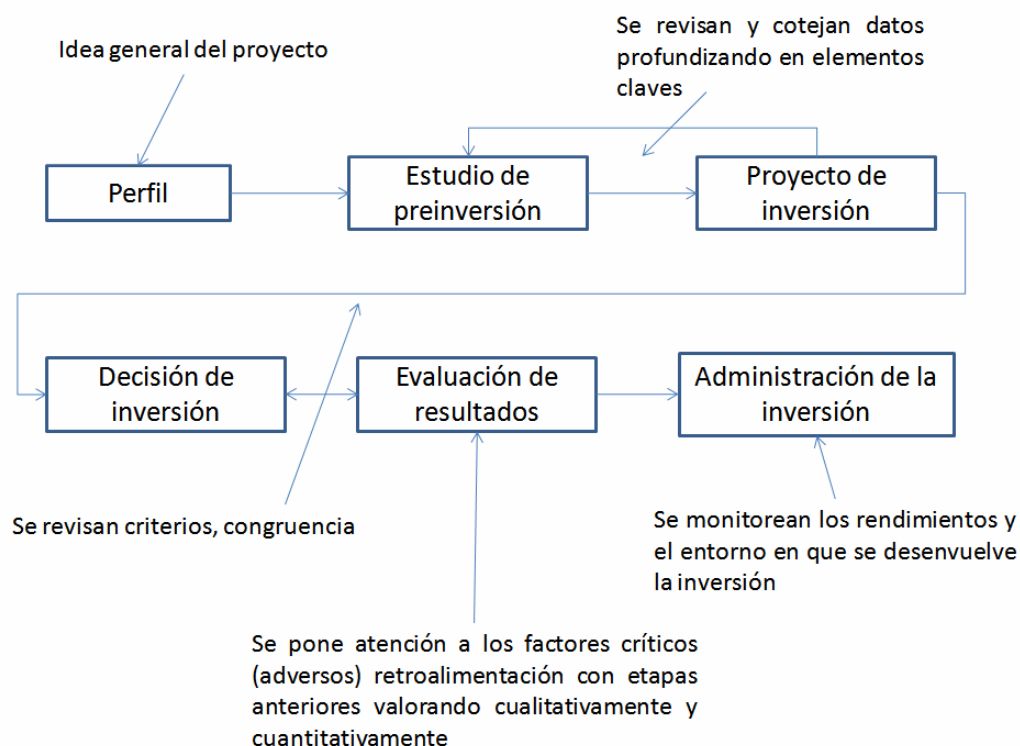 Idea general del proyecto
Se revisan y cotejan datos
profundizando en elementos
claves
Perfil
Estudio de
preinversión
Proyecto de
inversión
Decisión de
inversión
Evaluación de
resultados
Administración de la
inversión
Se revisan criterios, congruencia
Se monitorean los rendimientos y
el entorno en que se desenvuelve
la inversión
Se pone atención a los factores críticos
(adversos) retroalimentación con etapas
anteriores valorando cualitativamente y
cuantitativamente